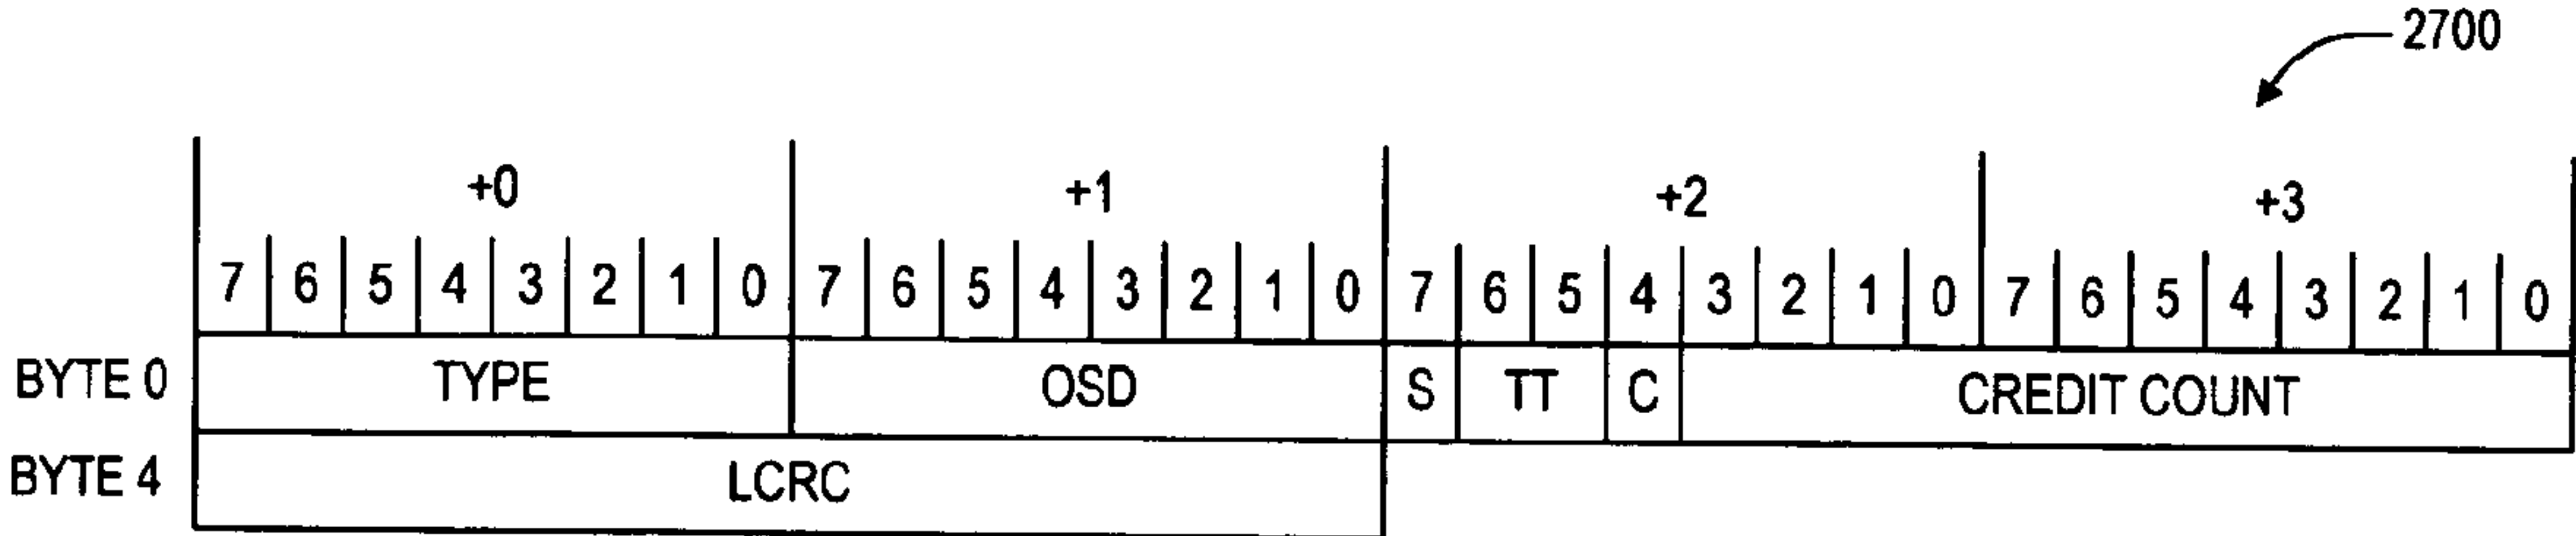 2700
+0 +1 +2 +3
7 6 5 4 3 2 1 0 7 6 5 4 3 2 1 0 7 6 5 4 3 2 1 0 7 6 5 4 3 2 1 0
BYTE 0 TYPE OSD S TT C CREDIT COUNT
BYTE 4 LCRC